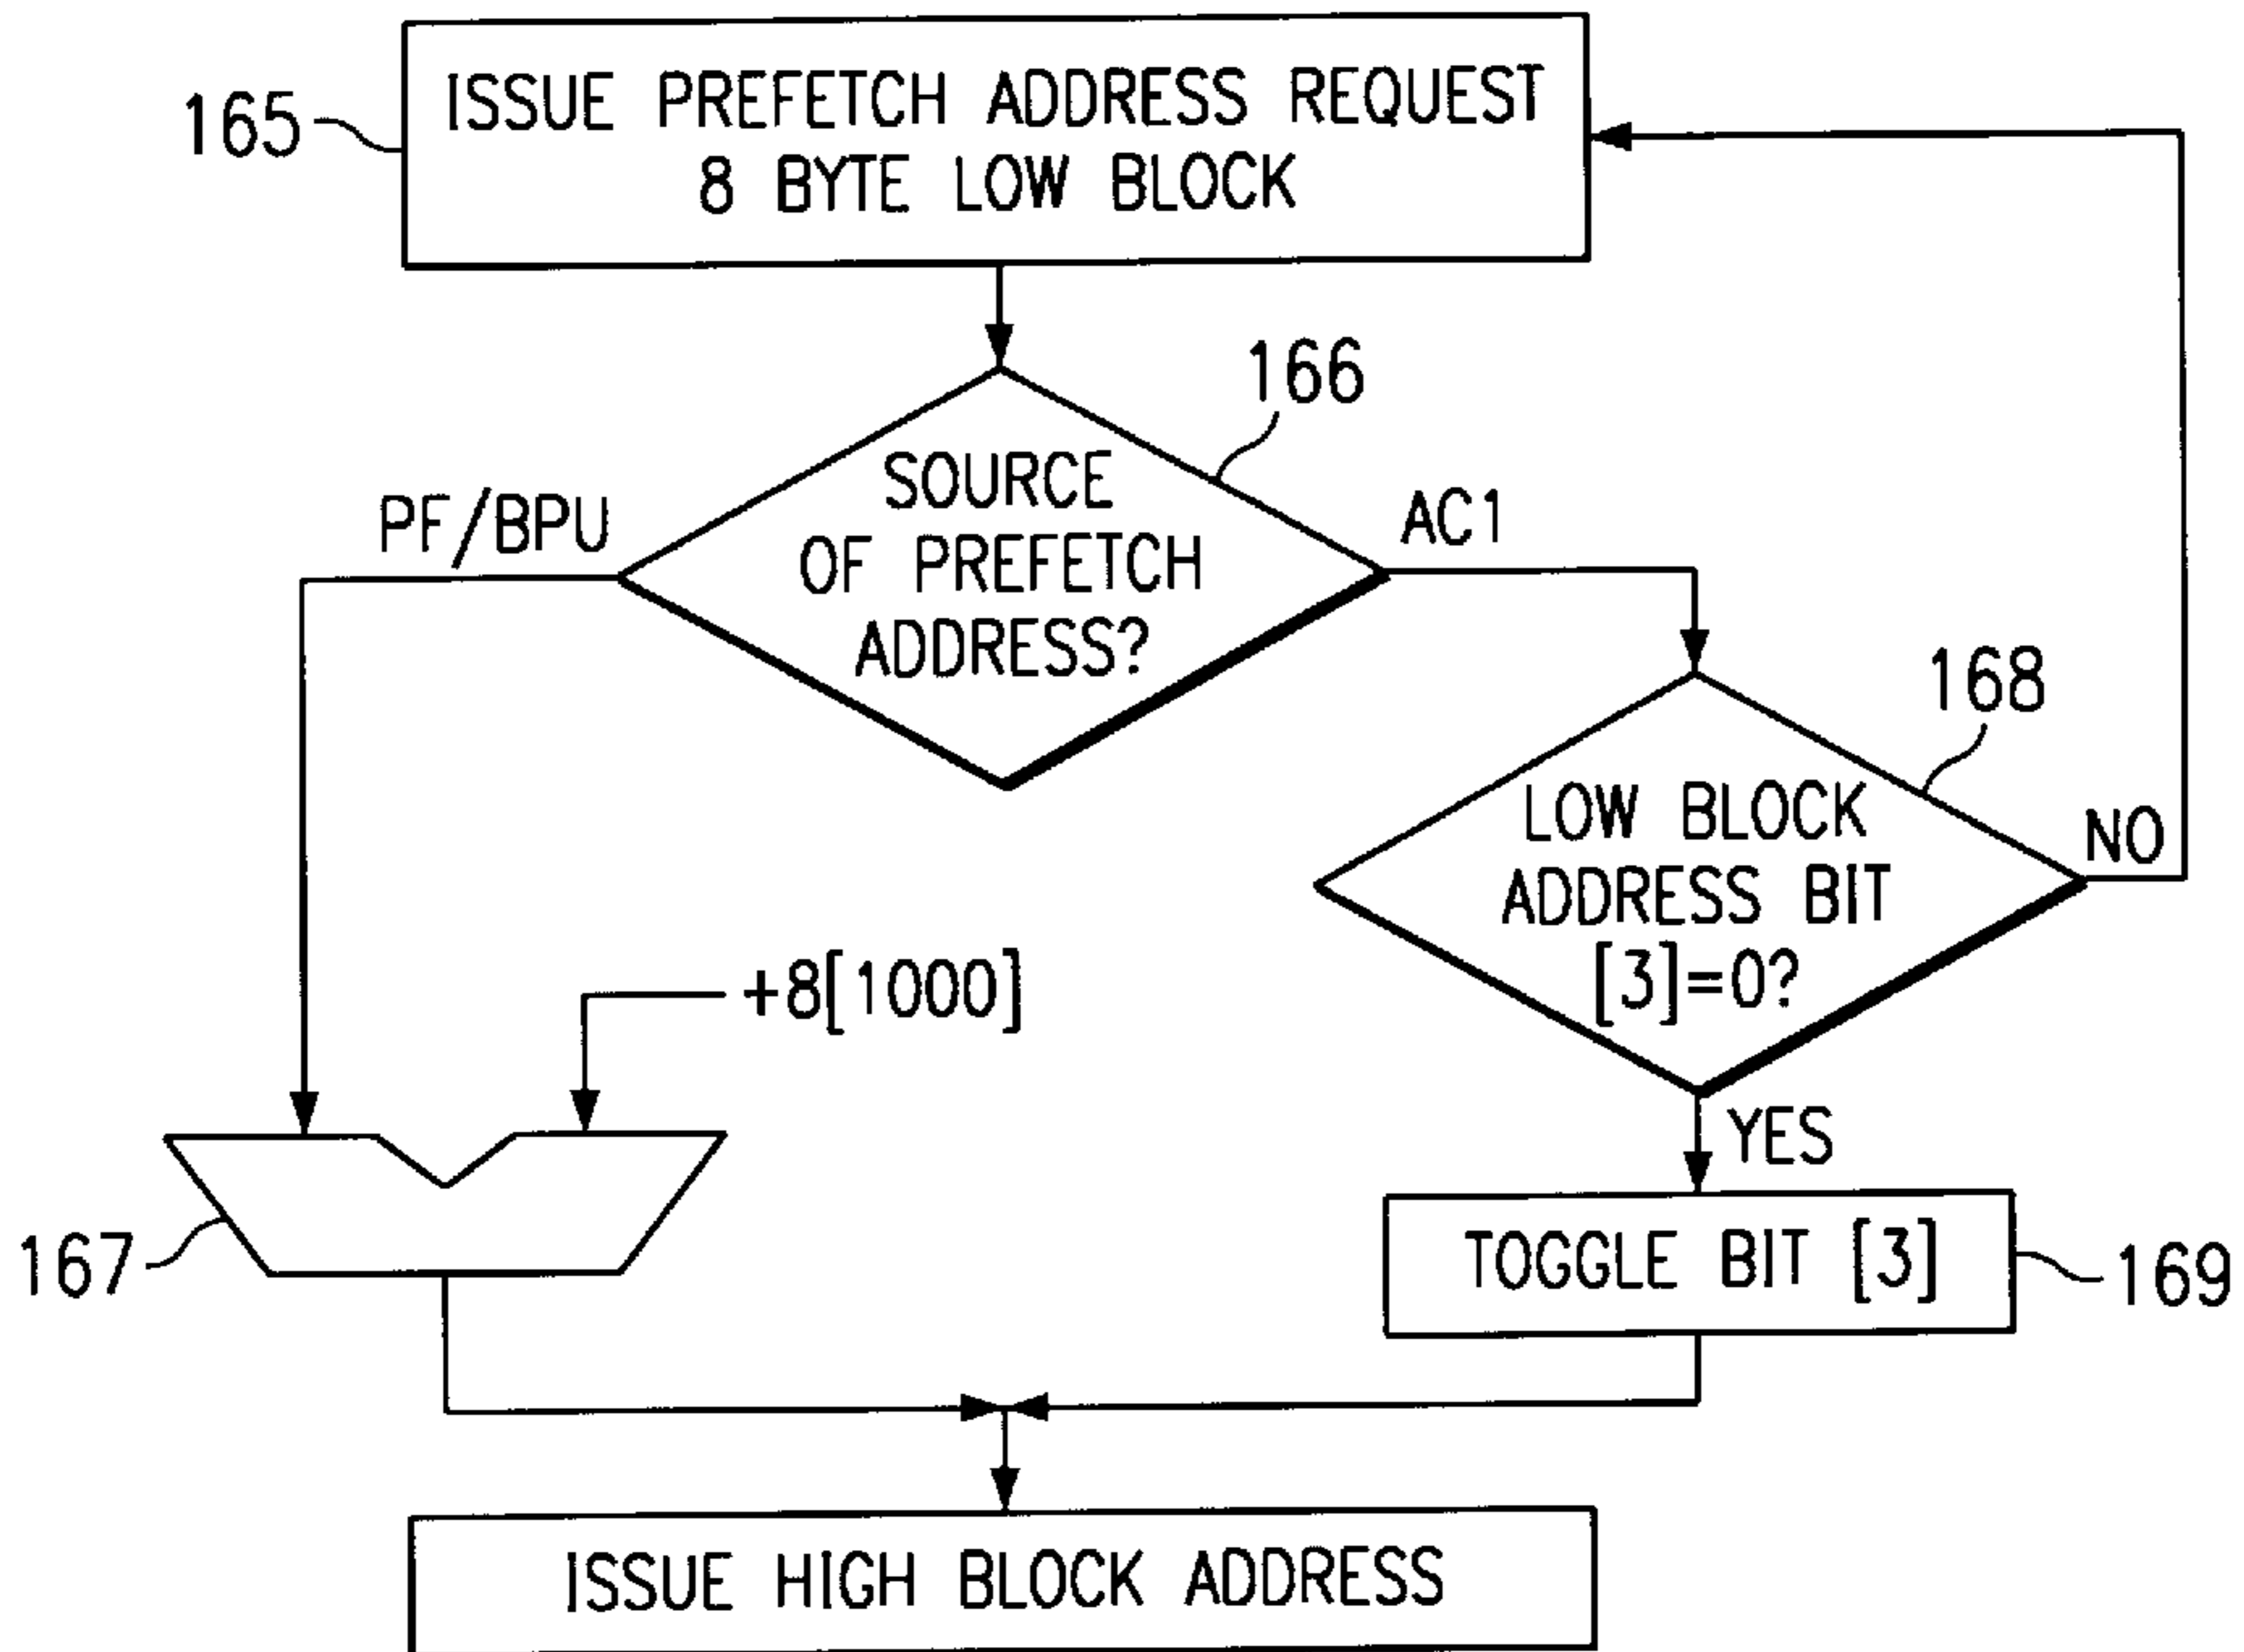 165
ISSUE PREFETCH ADDRESS REQUEST
8 BYTE LOW BLOCK
166
SOURCE
OF PREFETCH
ADDRESS?
PF/BPU
AC1
168
LOW BLOCK
ADDRESS BIT
[3]=0?
NO
+8[1000]
YES
167
TOGGLE BIT [3]
169
ISSUE HIGH BLOCK ADDRESS